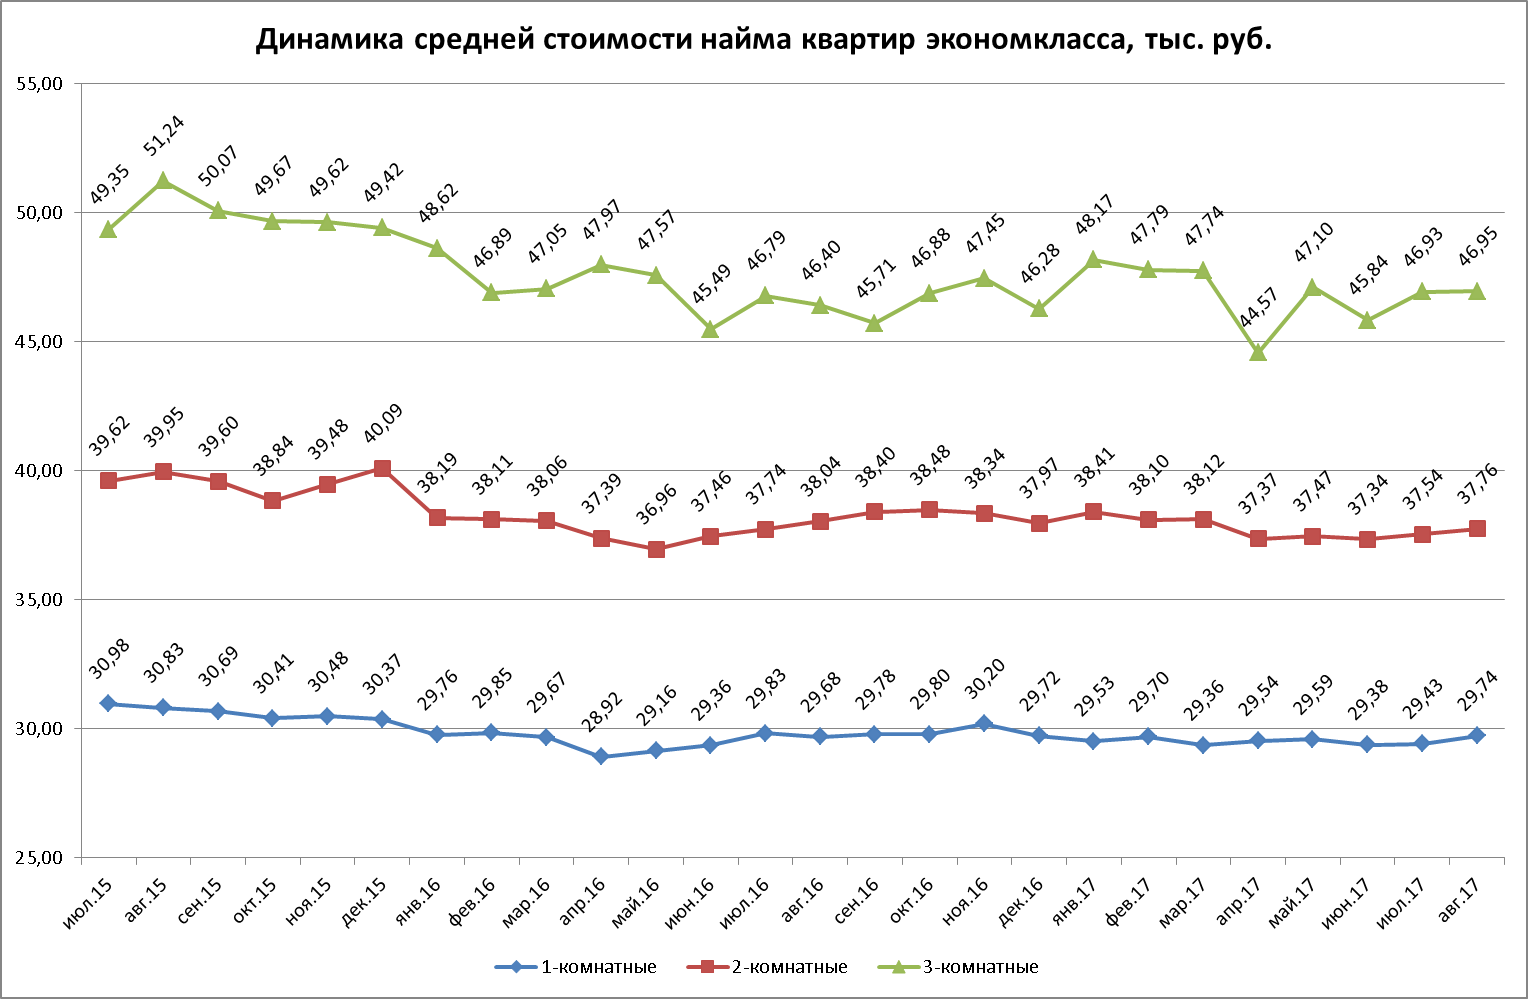 Динамика средней стоимости найма квартир экономкласса, тыс. руб.
55,00
50,00
45,00
40,00
35,00
30,00
25,00
49,35 51,24 50,07 49,67 49,62 49,42 48,62 46,89 47,05 47,97 47,57 45,49 46,79 46,40 45,71 46,88 47,45 46,28 48,17 47,79 47,74 44,57 47,10 45,84 46,93 46,95
39,62 39,95 39,60 38,84 39,48 40,09 38,19 38,11 38,06 37,39 36,96 37,46 37,74 38,04 38,40 38,48 38,34 37,97 38,41 38,10 38,12 37,37 37,47 37,34 37,54 37,76
30,98 30,83 30,69 30,41 30,48 30,37 29,76 29,85 29,67 28,92 29,16 29,36 29,83 29,68 29,78 29,80 30,20 29,72 29,53 29,70 29,36 29,54 29,59 29,38 29,43 29,74
июл.15 авг.15 сен.15 окт.15 ноя.15 дек.15 янв.16 фев.16 мар.16 апр.16 май.16 июн.16 июл.16 авг.16 сен.16 окт.16 ноя.16 дек.16 янв.17 фев.17 мар.17 апр.17 май.17 июн.17 июл.17 авг.17
1-комнатные 2-комнатные 3-комнатные